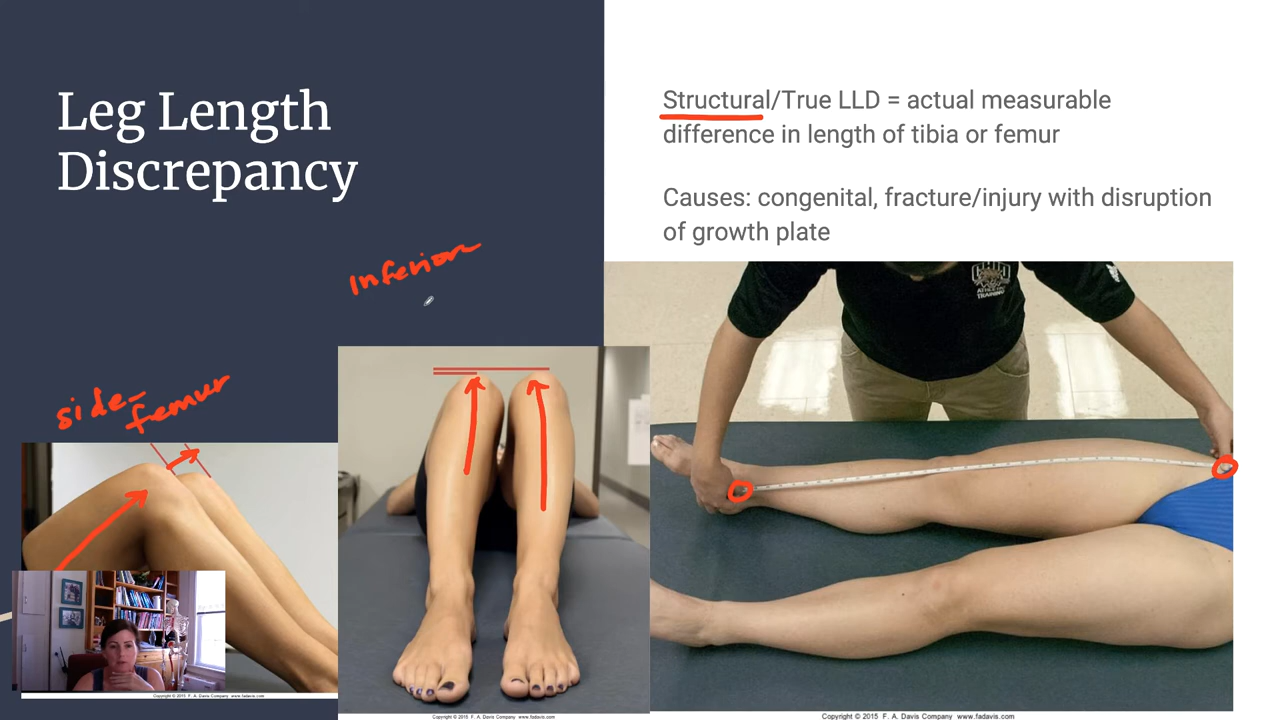 Leg Length
Discrepancy
Structural/True LLD = actual measurable
difference in length of tibia or femur
Causes: congenital, fracture/injury with disruption
of growth plate
Inferior
side-
femur
ATHLETIC
TRAINING
Copyright © 2015 F. A. Davis Company www.fadavis.com
Copyright © 2015 F. A. Davis Company www.fadavis.com
Copyright © 2015 F. A. Davis Company www.fadavis.com